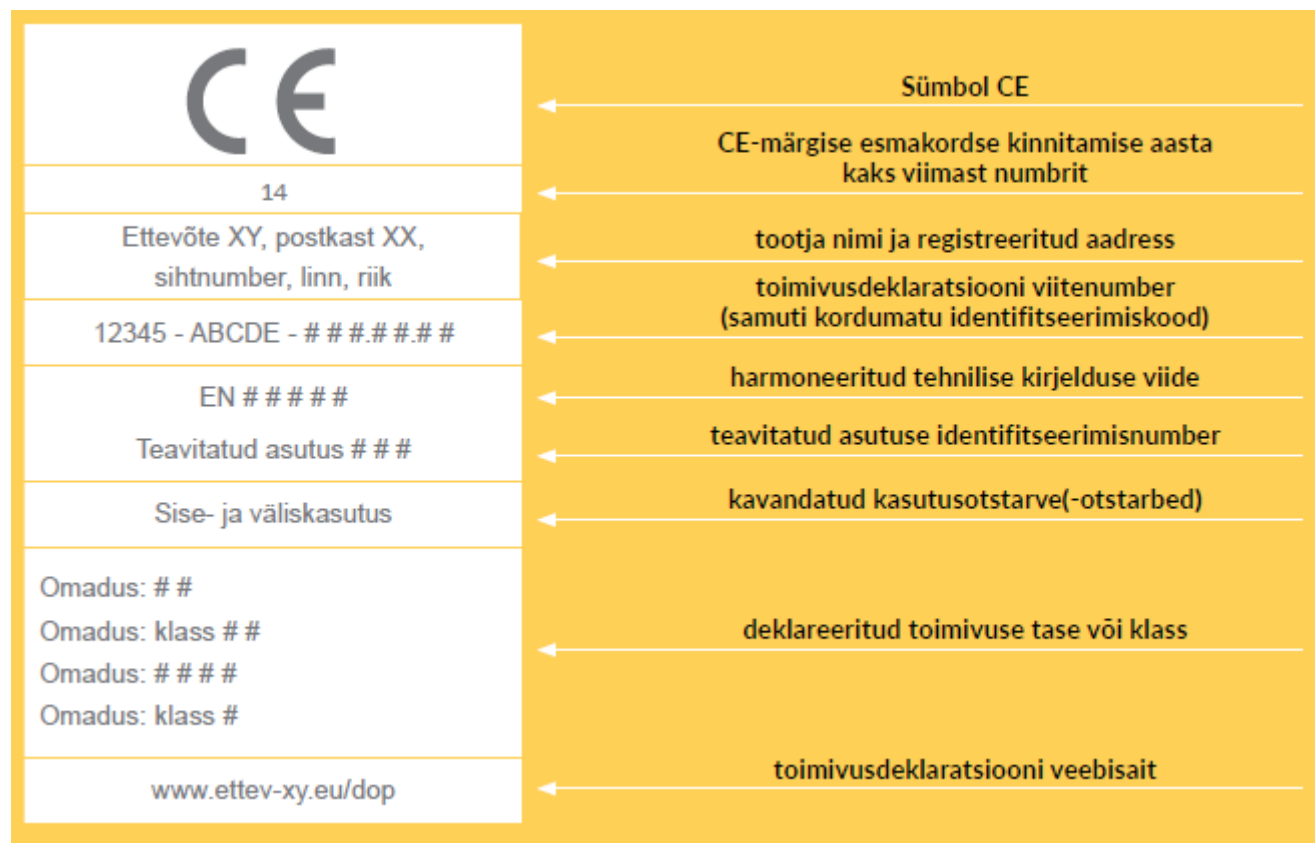 CE
Sümbol CE
14
CE-märgise esmakordse kinnitamise aasta
kaks viimast numbrit
Ettevõte XY, postkast XX,
sihtnumber, linn, riik
tootja nimi ja registreeritud aadress
12345 - ABCDE - # # #.# #.# #
toimivusdeklaratsiooni viitenumber
(samuti kordumatu identifitseerimiskood)
EN # # # # #
harmoneeritud tehnilise kirjelduse viide
Teavitatud asutus # # #
teavitatud asutuse identifitseerimisnumber
Sise- ja väliskasutus
kavandatud kasutusotstarve(-otstarbed)
Omadus: # #
Omadus: klass # #
Omadus: # # # #
Omadus: klass #
deklareeritud toimivuse tase või klass
www.ettev-xy.eu/dop
toimivusdeklaratsiooni veebisait